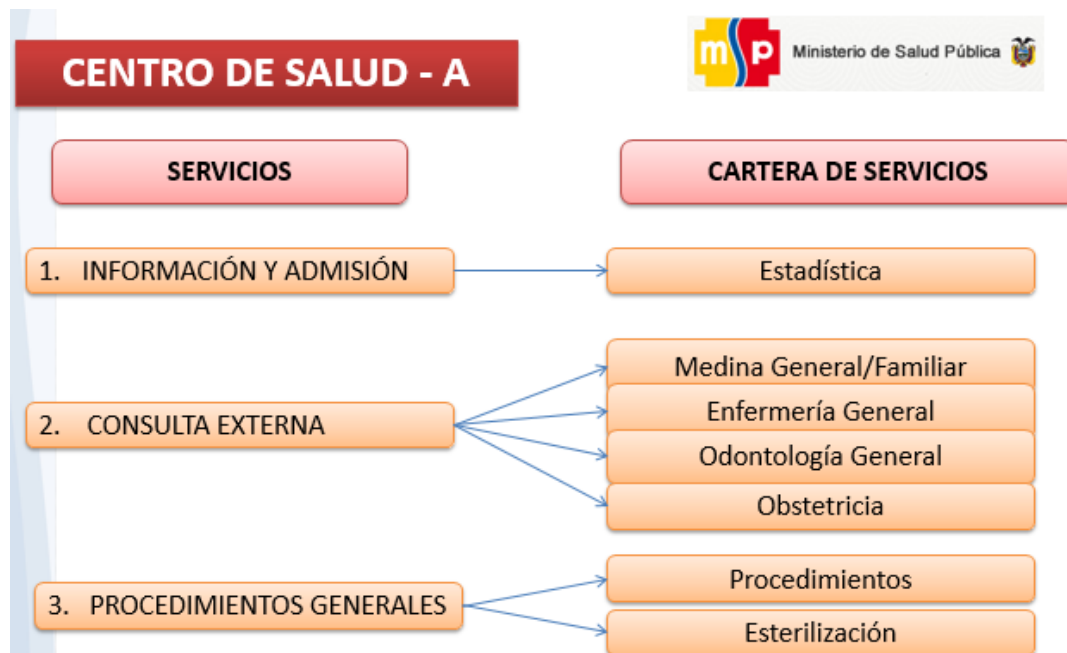 CENTRO DE SALUD - A
msp Ministerio de Salud Pública
SERVICIOS
CARTERA DE SERVICIOS
1. INFORMACIÓN Y ADMISIÓN
Estadística
2. CONSULTA EXTERNA
Medina General/Familiar
Enfermería General
Odontología General
Obstetricia
3. PROCEDIMIENTOS GENERALES
Procedimientos
Esterilización